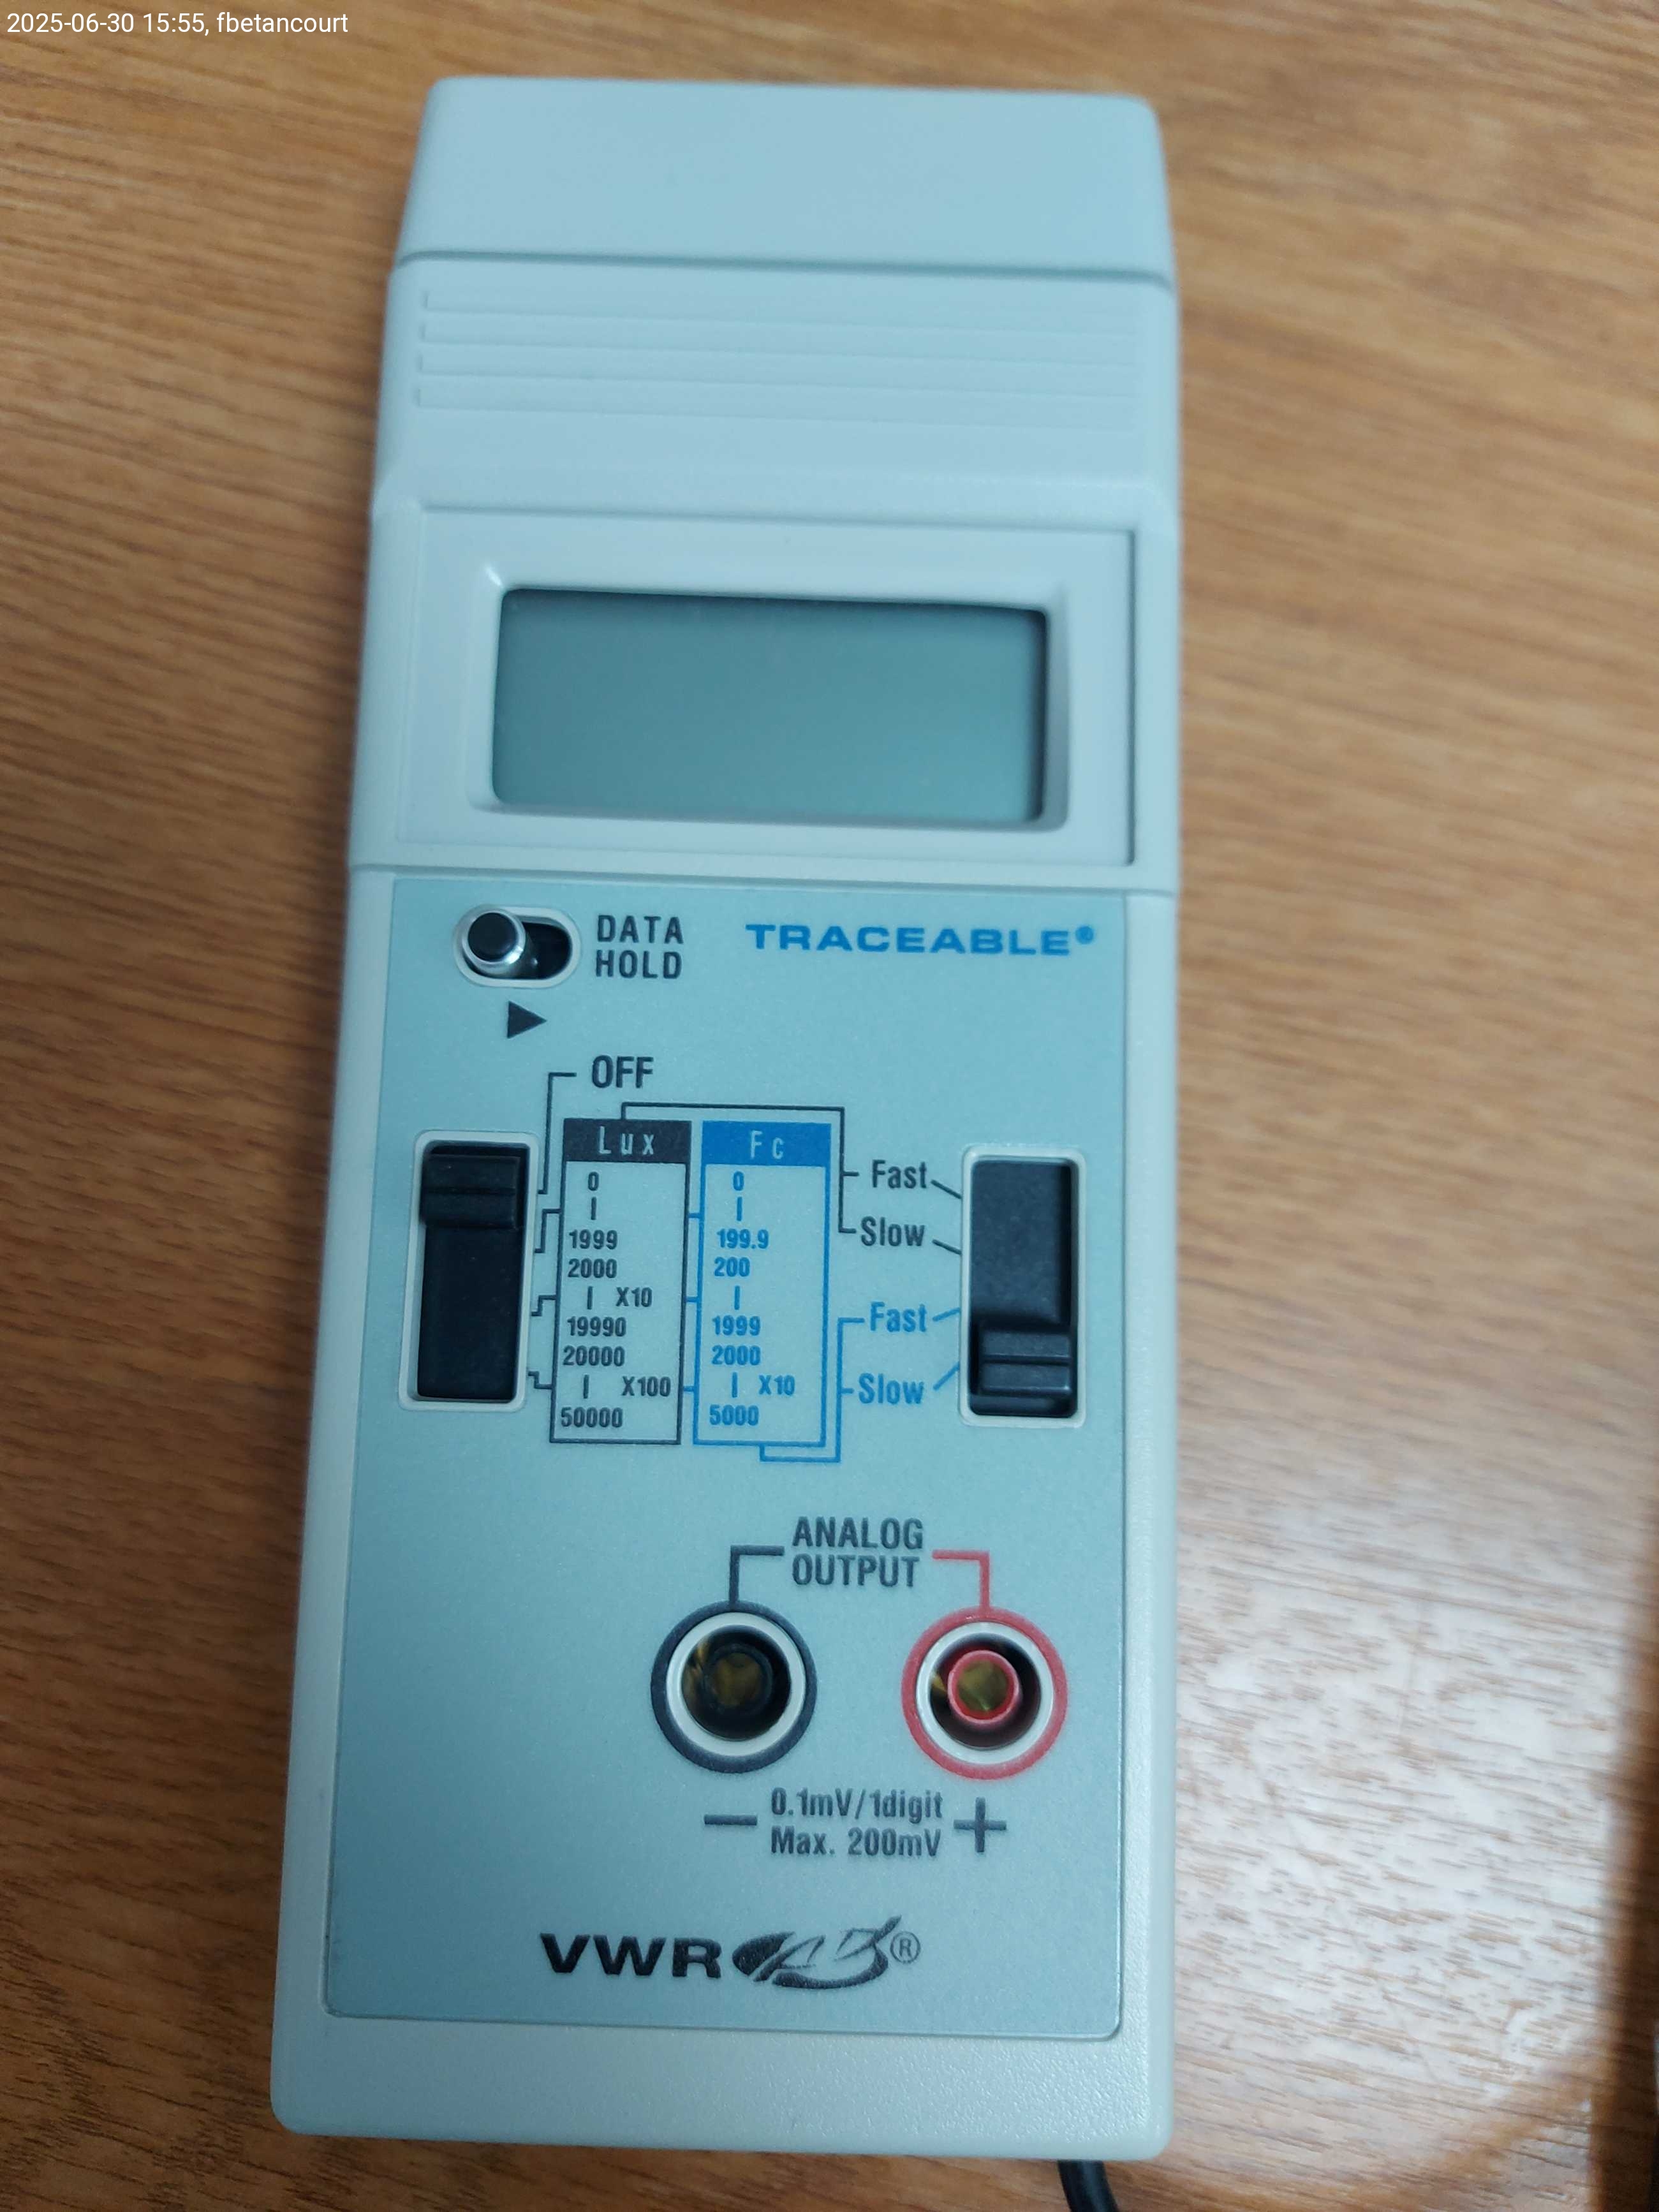 2025-06-30 15:55, fbetancourt
DATA
HOLD
TRACEABLE®
OFF
Lux
Fc
Fast
Slow
0
0
1999
199.9
2000
200
X10
19990
1999
20000
2000
X100
X10
50000
5000
Fast
Slow
ANALOG
OUTPUT
0.1mV/1digit
Max. 200mV
− +
VWR ®